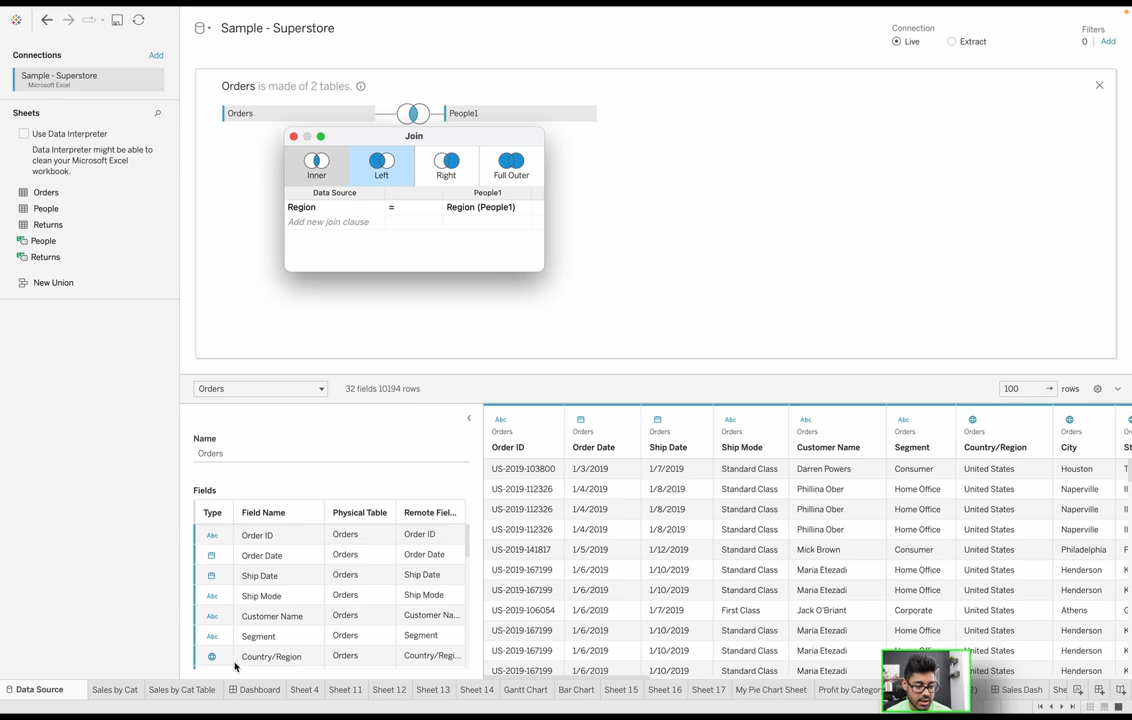 Sample - Superstore
Connection
Live
Extract
Filters
0
Add
Connections
Add
Sample - Superstore
Microsoft Excel
Sheets
Use Data Interpreter
Data Interpreter might be able to
clean your Microsoft Excel
workbook.
Orders
People
Returns
People
Returns
New Union
Orders is made of 2 tables.
Orders
People1
Join
Inner
Left
Right
Full Outer
Data Source
People1
Region
=
Region (People1)
Add new join clause
Orders
32 fields 10194 rows
100
rows
Name
Orders
Fields
Type Field Name Physical Table Remote Fiel...
Abc Order ID Orders Order ID
Order Date Orders Order Date
Ship Date Orders Ship Date
Abc Ship Mode Orders Ship Mode
Abc Customer Name Orders Customer Na...
Abc Segment Orders Segment
Country/Region Orders Country/Regi...
Abc Abc Abc Abc
Orders Orders Orders Orders Orders Orders Orders Orders
Order ID Order Date Ship Date Ship Mode Customer Name Segment Country/Region City
US-2019-103800 1/3/2019 1/7/2019 Standard Class Darren Powers Consumer United States Houston
US-2019-112326 1/4/2019 1/8/2019 Standard Class Phillina Ober Home Office United States Naperville
US-2019-112326 1/4/2019 1/8/2019 Standard Class Phillina Ober Home Office United States Naperville
US-2019-112326 1/4/2019 1/8/2019 Standard Class Phillina Ober Home Office United States Naperville
US-2019-141817 1/5/2019 1/12/2019 Standard Class Mick Brown Consumer United States Philadelphia
US-2019-167199 1/6/2019 1/10/2019 Standard Class Maria Etezadi Home Office United States Henderson
US-2019-167199 1/6/2019 1/10/2019 Standard Class Maria Etezadi Home Office United States Henderson
US-2019-106054 1/6/2019 1/7/2019 First Class Jack O'Briant Corporate United States Athens
US-2019-167199 1/6/2019 1/10/2019 Standard Class Maria Etezadi Home Office United States Henderson
US-2019-167199 1/6/2019 1/10/2019 Standard Class Maria Etezadi Henderson
US-2019-167199 1/6/2019 1/10/2019 Standard Class Maria Etezadi Henderson
Data Source
Sales by Cat
Sales by Cat Table
Dashboard
Sheet 4
Sheet 11
Sheet 12
Sheet 13
Sheet 14
Gantt Chart
Bar Chart
Sheet 15
Sheet 16
Sheet 17
My Pie Chart Sheet
Profit by Category
Sales Dash
She